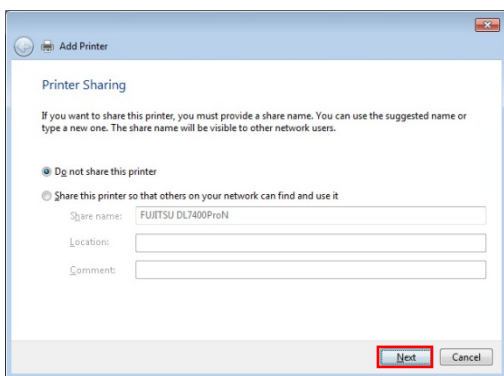 Add Printer
Printer Sharing
If you want to share this printer, you must provide a share name. You can use the suggested name or
type a new one. The share name will be visible to other network users.
Do not share this printer
Share this printer so that others on your network can find and use it
Share name: FUJITSU DL7400ProN
Location:
Comment:
Next Cancel